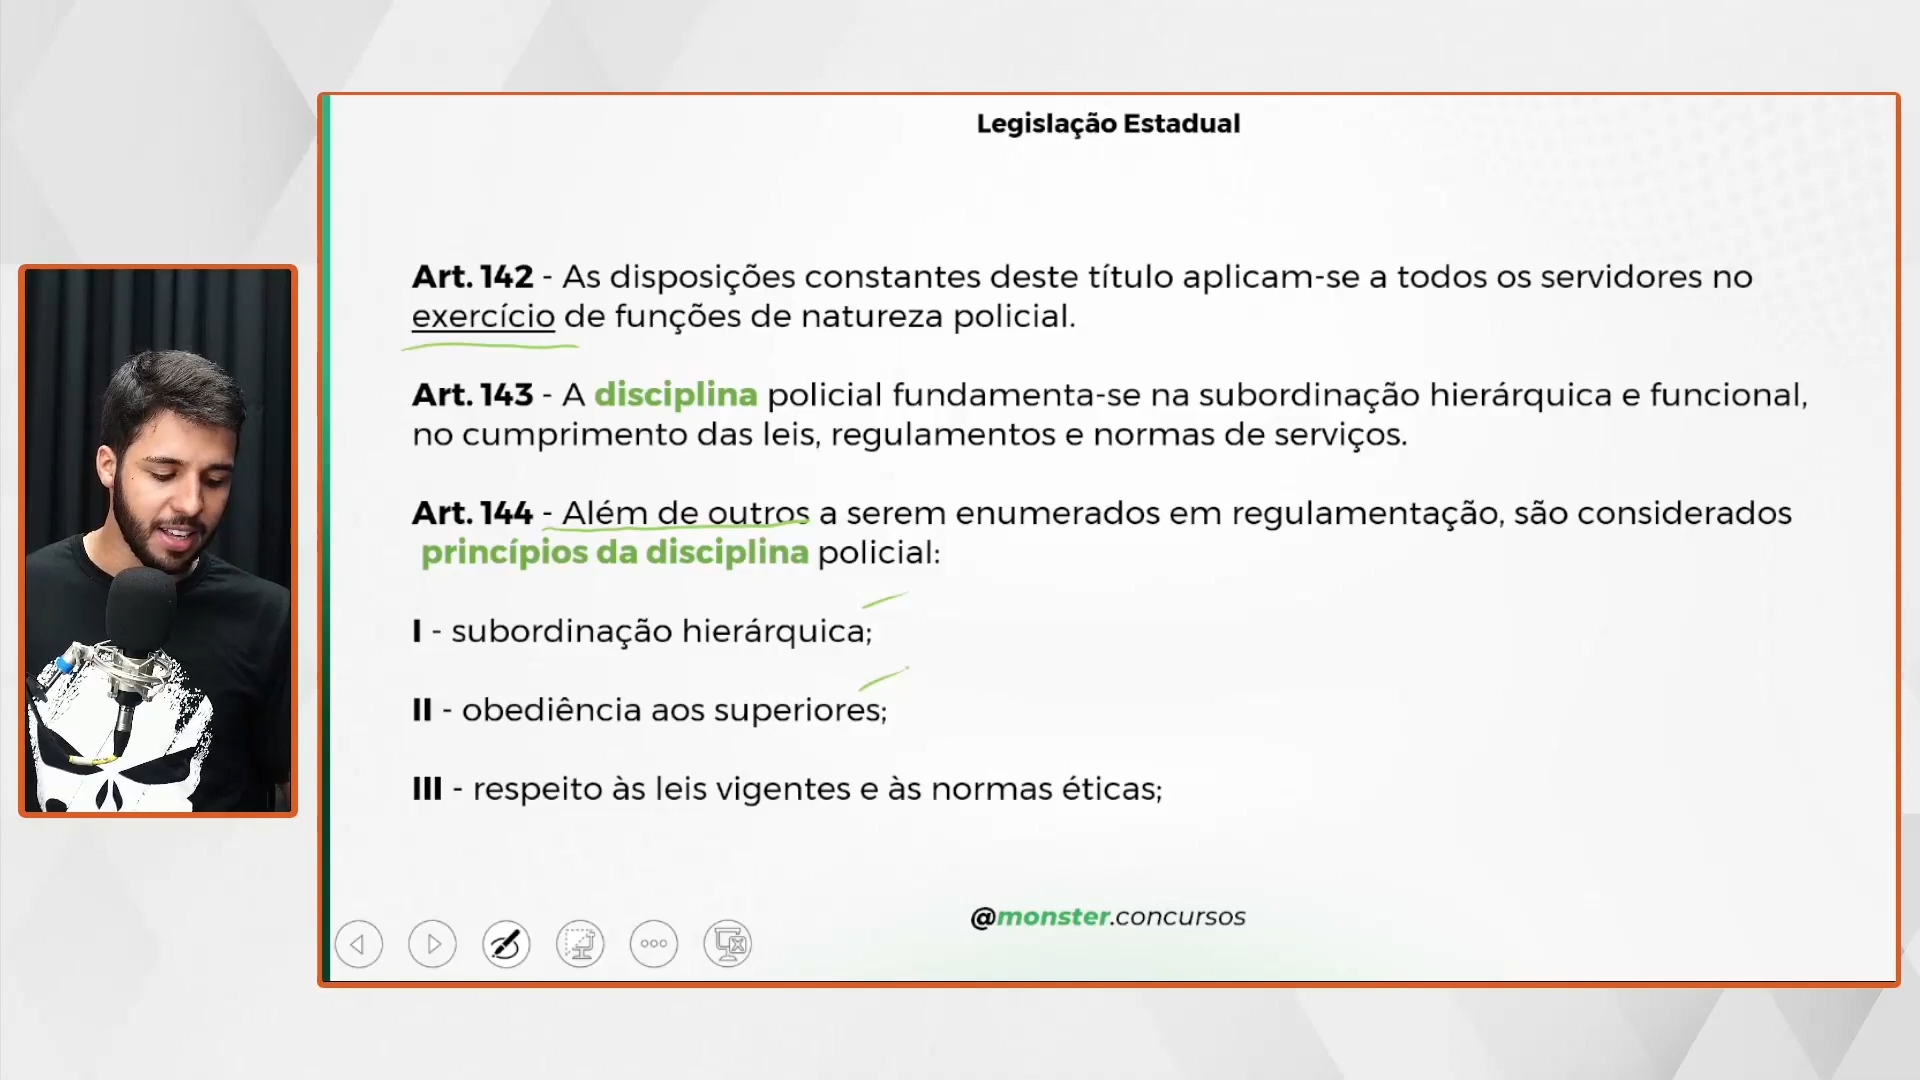 Legislação Estadual
Art. 142 - As disposições constantes deste título aplicam-se a todos os servidores no
exercício de funções de natureza policial.
Art. 143 - A disciplina policial fundamenta-se na subordinação hierárquica e funcional,
no cumprimento das leis, regulamentos e normas de serviços.
Art. 144 - Além de outros a serem enumerados em regulamentação, são considerados
princípios da disciplina policial:
I - subordinação hierárquica;
II - obediência aos superiores;
III - respeito às leis vigentes e às normas éticas;
@monster.concursos